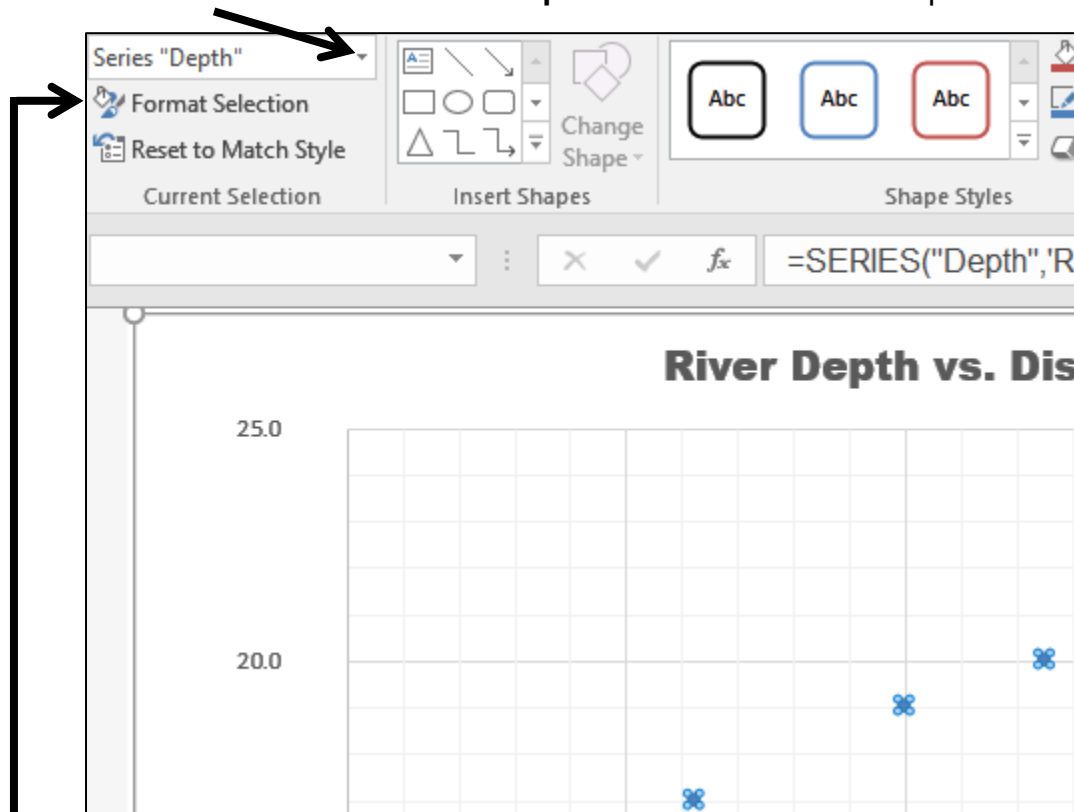 Series "Depth"
Format Selection
Reset to Match Style
Current Selection
A
Change
Shape
Insert Shapes
Abc Abc Abc
Shape Styles
fx =SERIES("Depth",'R
River Depth vs. Dis
25.0
20.0